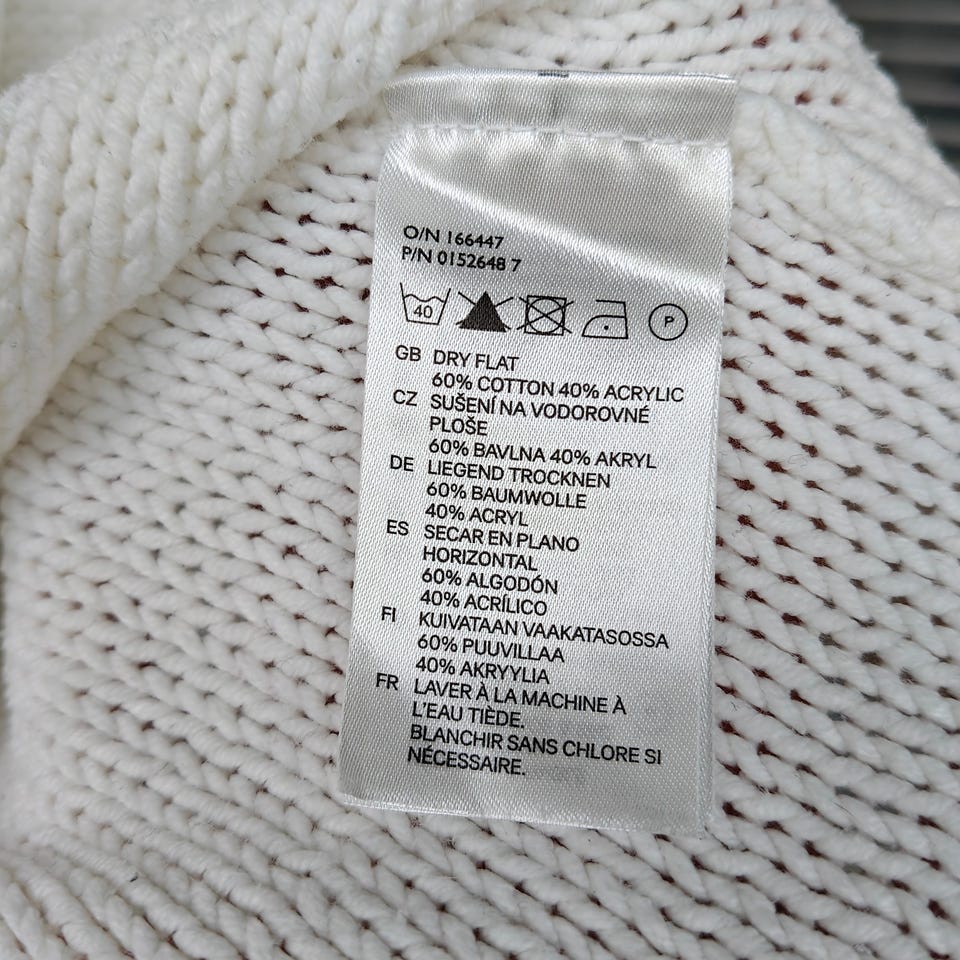 O/N 166447
P/N 0152648 7
40 P
GB DRY FLAT
60% COTTON 40% ACRYLIC
CZ SUŠENÍ NA VODOROVNÉ
PLOŠE
60% BAVLNA 40% AKRYL
DE LIEGEND TROCKNEN
60% BAUMWOLLE
40% ACRYL
ES SECAR EN PLANO
HORIZONTAL
60% ALGODÓN
40% ACRÍLICO
FI KUIVATAAN VAAKATASOSSA
60% PUUVILLAA
40% AKRYYLIA
FR LAVER À LA MACHINE À
L'EAU TIÈDE.
BLANCHIR SANS CHLORE SI
NÉCESSAIRE.